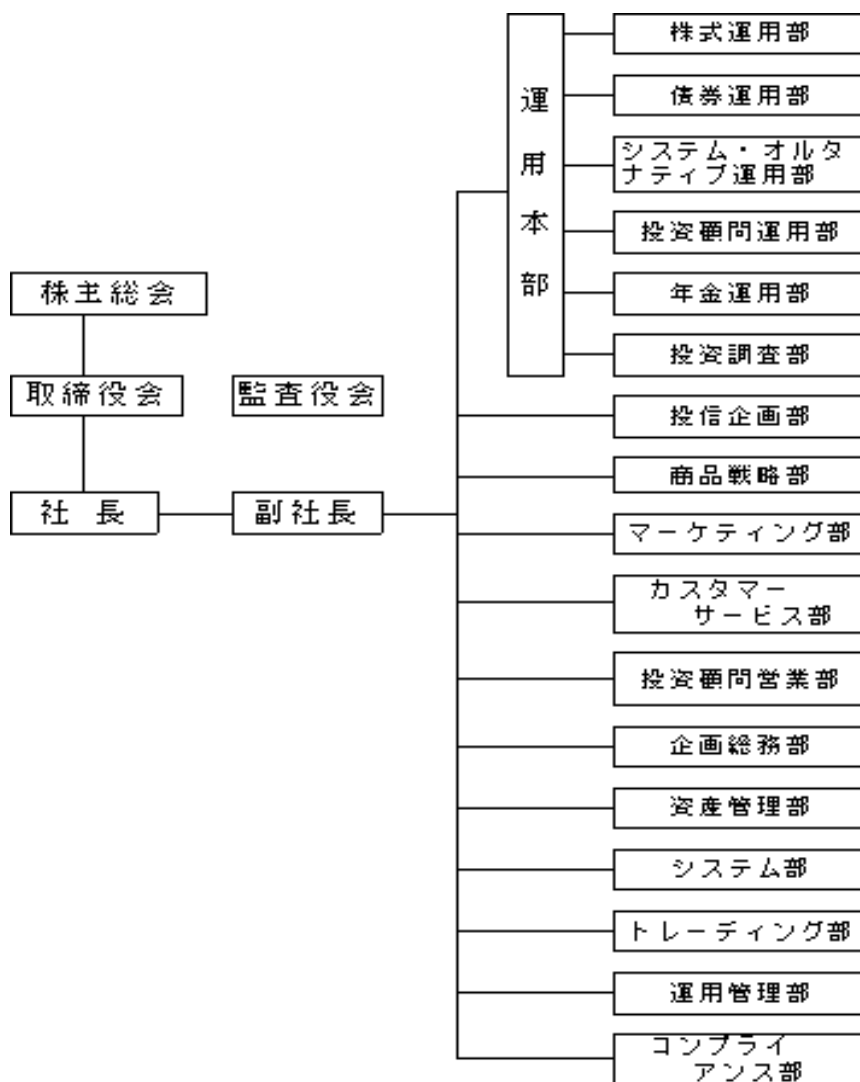 株式運用部
債券運用部
システム・オルタ
ナティブ運用部
投資顧問運用部
年金運用部
投資調査部
運用本部
株主総会
取締役会
監査役会
社長
副社長
投信企画部
商品戦略部
マーケティング部
カスタマー
サービス部
投資顧問営業部
企画総務部
資産管理部
システム部
トレーディング部
運用管理部
コンプライ
アンス部